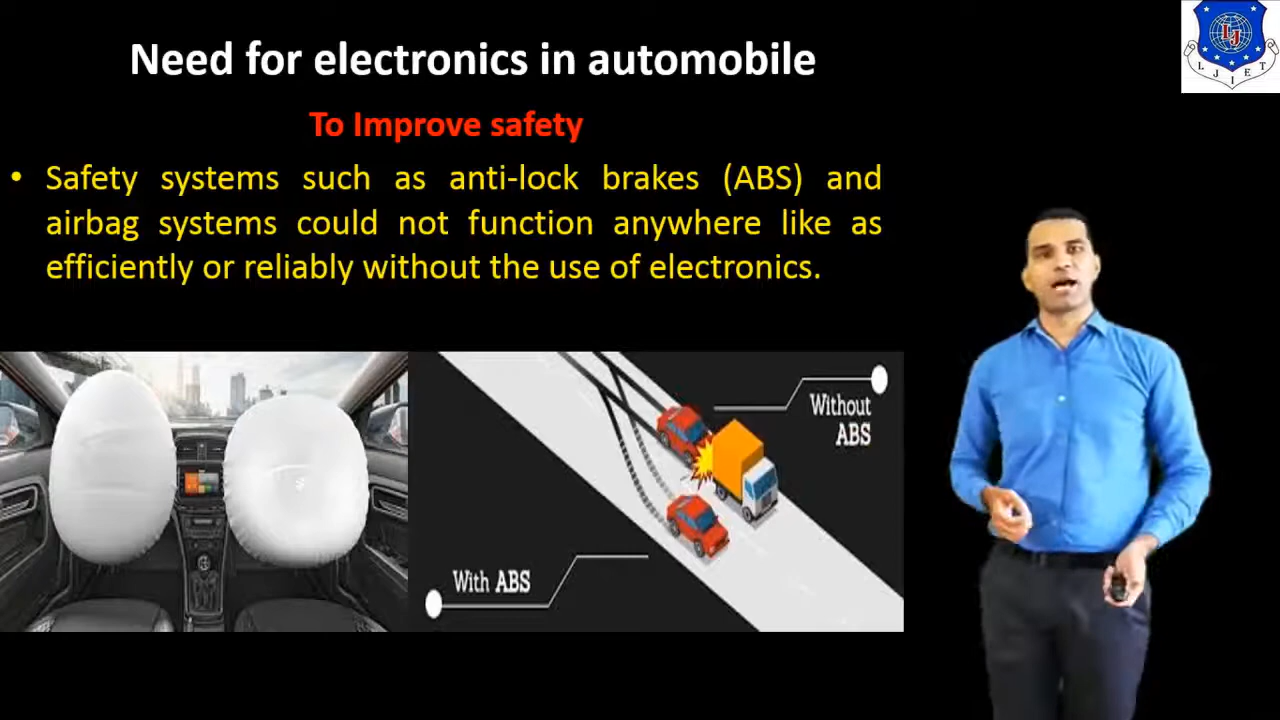 Need for electronics in automobile
LJIET
To Improve safety
• Safety systems such as anti-lock brakes (ABS) and
airbag systems could not function anywhere like as
efficiently or reliably without the use of electronics.
Without
ABS
With ABS